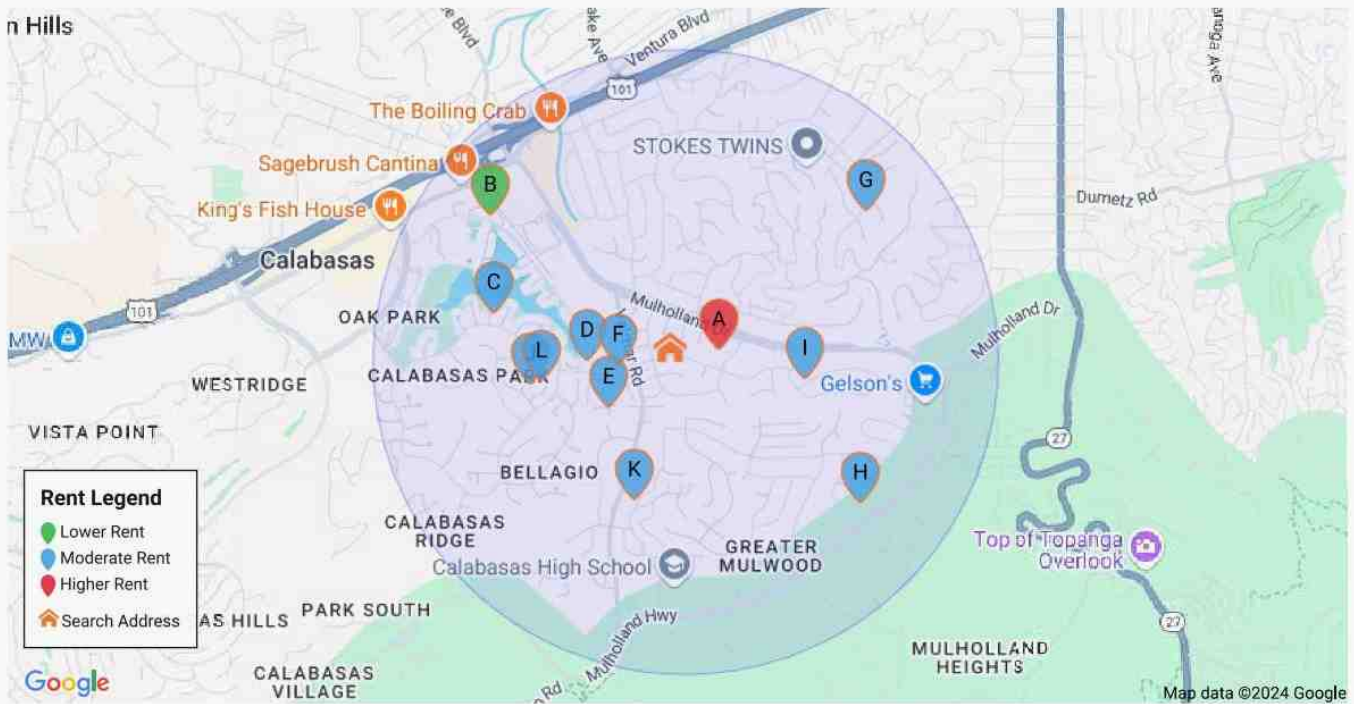 n Hills
Ventura Blvd
101
The Boiling Crab
STOKES TWINS
Sagebrush Cantina
B
G
King's Fish House
Dumetz Rd
Calabasas
C
101
OAK PARK
Mulholland Dr
A
Mulholland Dr
MW
D
F
I
L
CALABASAS PARK
E
Gelson's
WESTRIDGE
VISTA POINT
27
BELLAGIO
K
H
Rent Legend
Lower Rent
Moderate Rent
Higher Rent
Search Address
CALABASAS
RIDGE
Calabasas High School
GREATER
MULWOOD
Top of Topanga
Overlook
AS HILLS
PARK SOUTH
Mulholland Hwy
27
MULHOLLAND
HEIGHTS
CALABASAS
VILLAGE
Google
Map data ©2024 Google